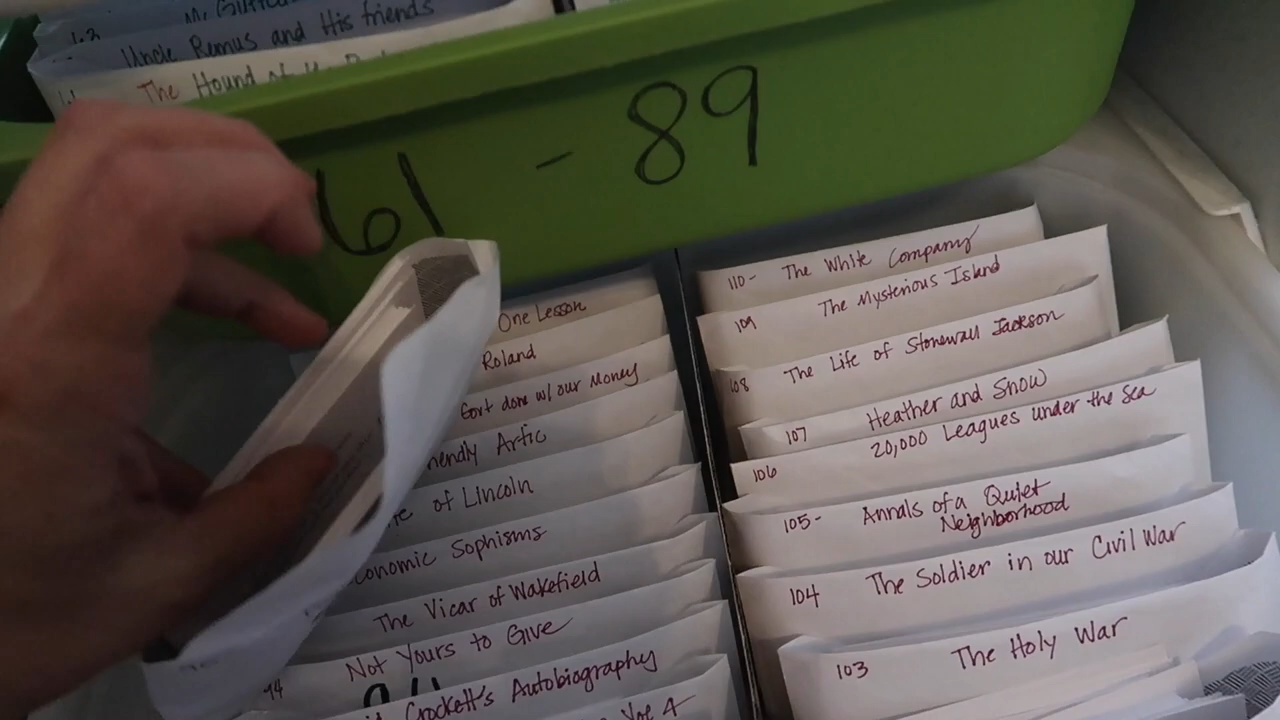 Uncle Remus and His friends
The Hound of
61 - 89
One Lesson
Roland
Gov't done w/ our Money
Artic
of Lincoln
Economic Sophisms
The Vicar of Wakefield
94 Not Yours to Give
Crockett's Autobiography
110- The White Company
109 The Mysterious Island
108 The Life of Stonewall Jackson
107 Heather and Snow
106 20,000 Leagues under the Sea
105- Annals of a Quiet
Neighborhood
104 The Soldier in our Civil War
103 The Holy War